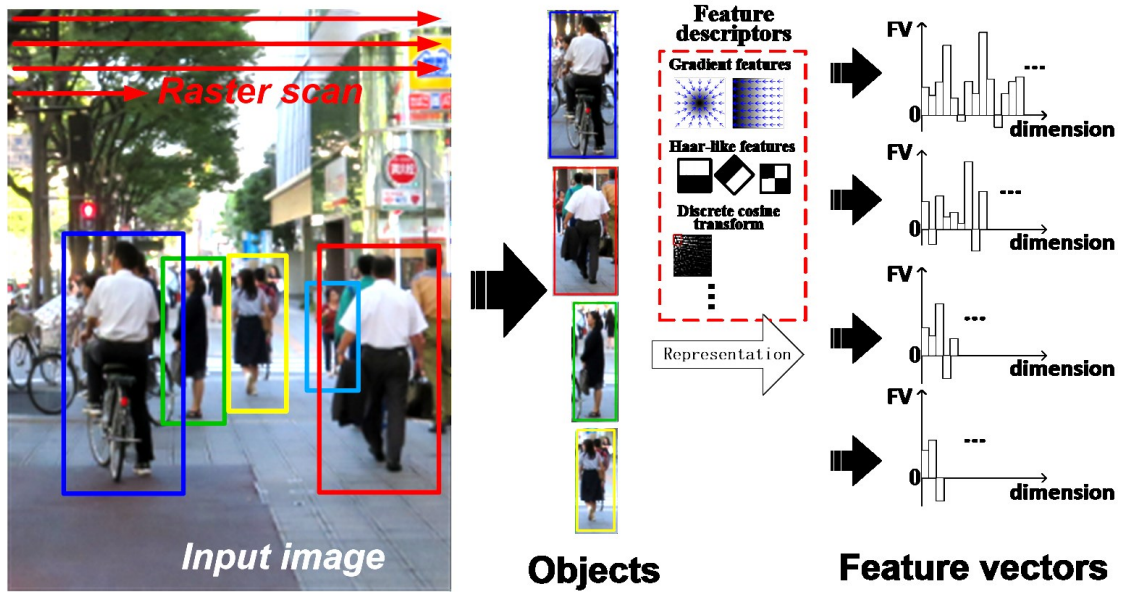 Raster scan
Input image
Objects
Feature
descriptors
Gradient features
Haar-like features
Discrete cosine
transform
Representation
FV
0
dimension
FV
0
dimension
FV
0
dimension
FV
0
dimension
Feature vectors